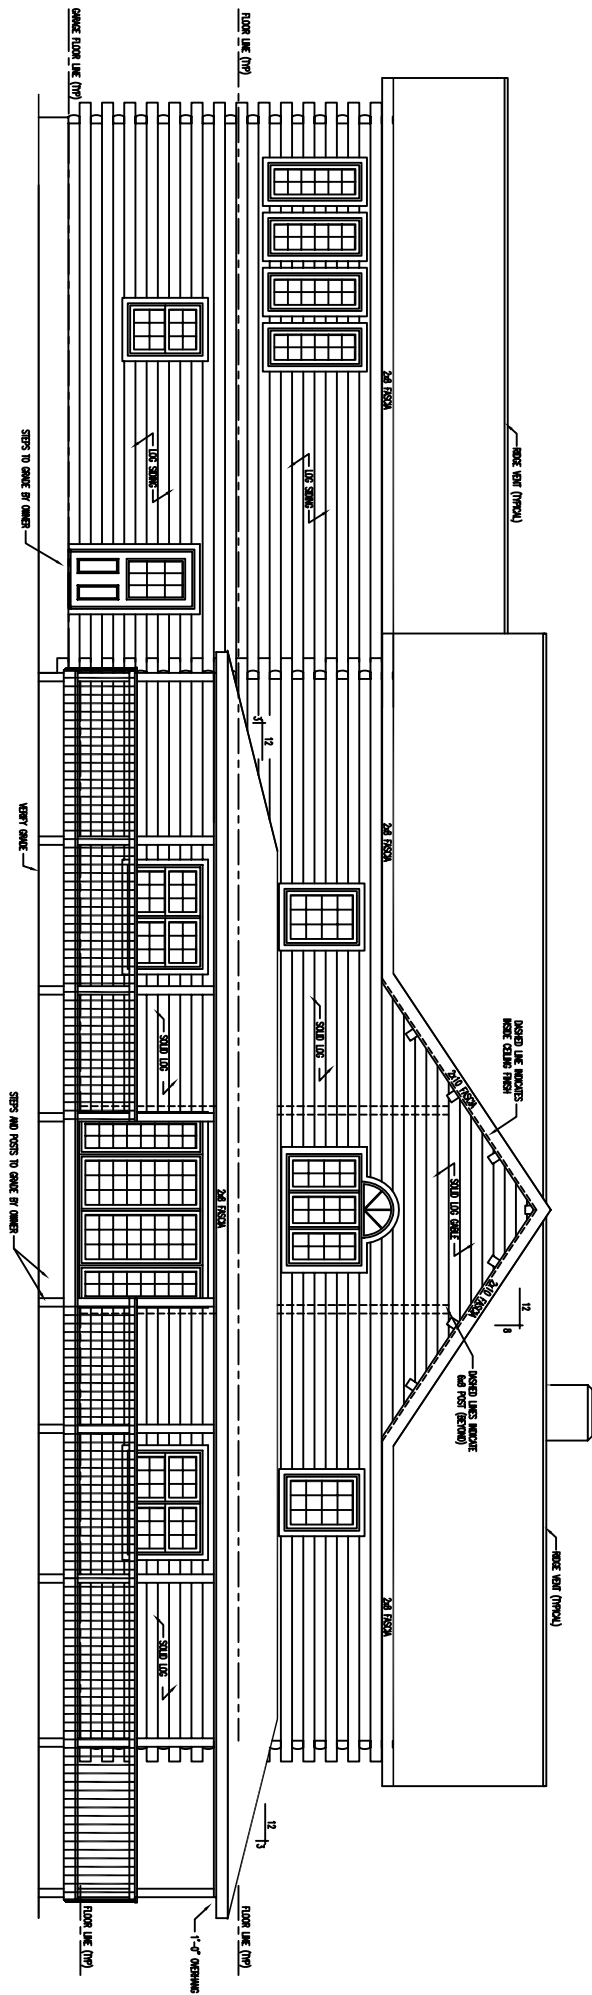 RIDGE VENT (TYPICAL)
RIDGE VENT (TYPICAL)
DASHED LINE INDICATES
INSIDE CEILING FINISH
2x10 FASCIA
2x10 FASCIA
12
8
SOLID LOG GABLE
DASHED LINES INDICATE
6x6 POST (BEYOND)
2x8 FASCIA
2x8 FASCIA
2x8 FASCIA
LOG SIDING
SOLID LOG
12
3
12
3
FLOOR LINE (TYP)
FLOOR LINE (TYP)
2x8 FASCIA
1'-0" OVERHANG
LOG SIDING
SOLID LOG
SOLID LOG
GARAGE FLOOR LINE (TYP)
FLOOR LINE (TYP)
STEPS TO GRADE BY OWNER
VERIFY GRADE
STEPS AND POSTS TO GRADE BY OWNER